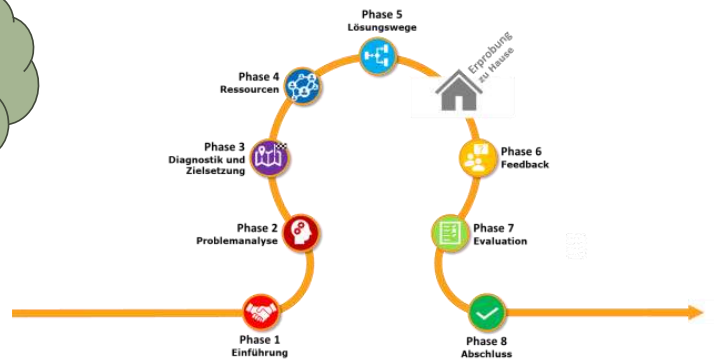 Phase 1
Einführung
Phase 2
Problemanalyse
Phase 3
Diagnostik und
Zielsetzung
Phase 4
Ressourcen
Phase 5
Lösungswege
Erprobung
zu Hause
Phase 6
Feedback
Phase 7
Evaluation
Phase 8
Abschluss